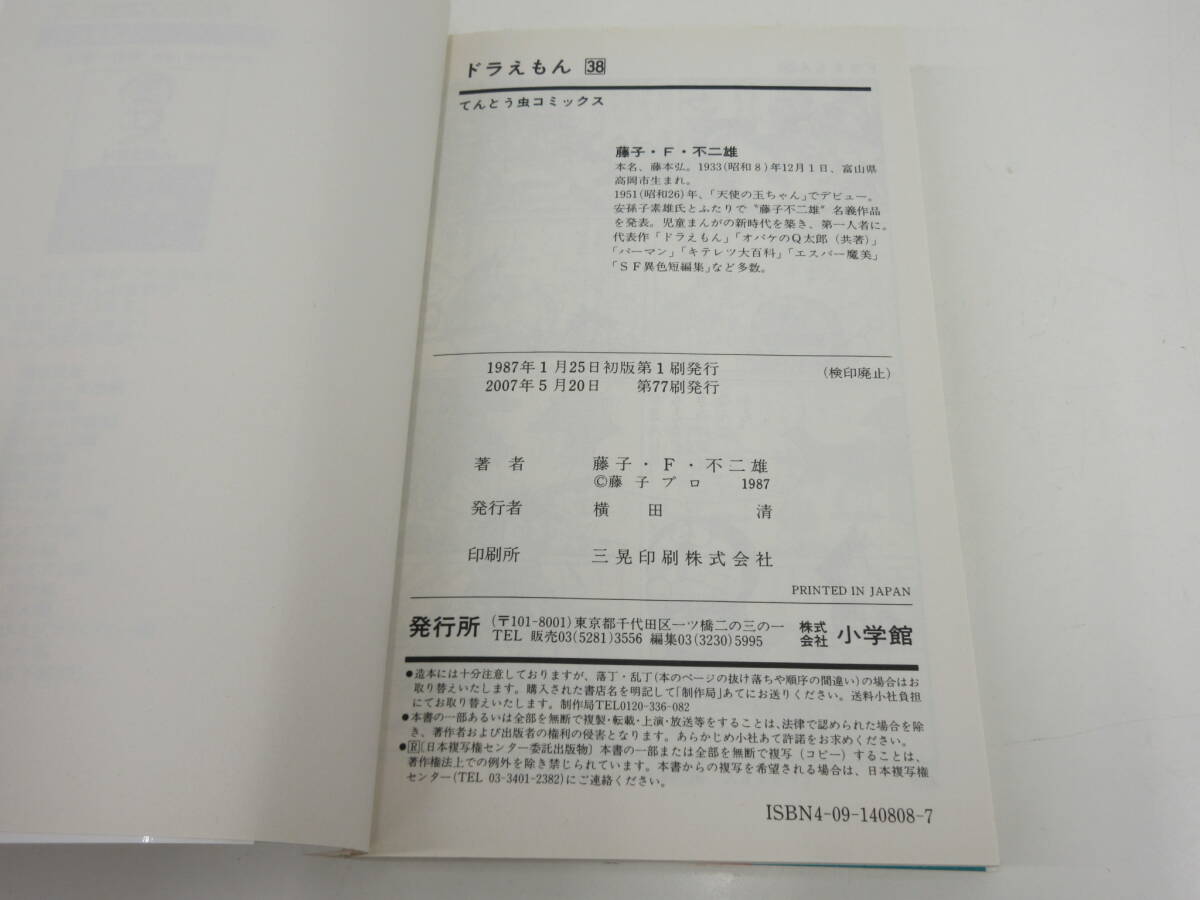 ドラえもん 38
てんとう虫コミックス
藤子・F・不二雄
本名、藤本弘。1933(昭和8)年12月1日、富山県
高岡市生まれ。
1951(昭和26)年、「天使の玉ちゃん」でデビュー。
安孫子素雄氏とふたりで〝藤子不二雄〟名義作品
を発表。児童まんがの新時代を築き、第一人者に。
代表作「ドラえもん」「オバケのQ太郎(共著)」
「パーマン」「キテレツ大百科」「エスパー魔美」
「SF異色短編集」など多数。
1987年1月25日初版第1刷発行
2007年5月20日 第77刷発行
(検印廃止)
著者 藤子・F・不二雄
©藤子プロ 1987
発行者 横田 清
印刷所 三晃印刷株式会社
PRINTED IN JAPAN
発行所 (〒101-8001)東京都千代田区一ツ橋二の三の一
TEL 販売03(5281)3556 編集03(3230)5995
株式会社 小学館
●造本には十分注意しておりますが、落丁・乱丁(本のページの抜け落ちや順序の間違い)の場合はお
取り替えいたします。購入された書店名を明記して「制作局」あてにお送りください。送料小社負担
にてお取り替えいたします。制作局TEL0120-336-082
●本書の一部あるいは全部を無断で複製・転載・上演・放送等をすることは、法律で認められた場合を除
き、著作者および出版者の権利の侵害となります。あらかじめ小社あて許諾をお求めください。
●R〔日本複写権センター委託出版物〕本書の一部または全部を無断で複写(コピー)することは、
著作権法上での例外を除き禁じられています。本書からの複写を希望される場合は、日本複写権
センター(TEL 03-3401-2382)にご連絡ください。
ISBN4-09-140808-7